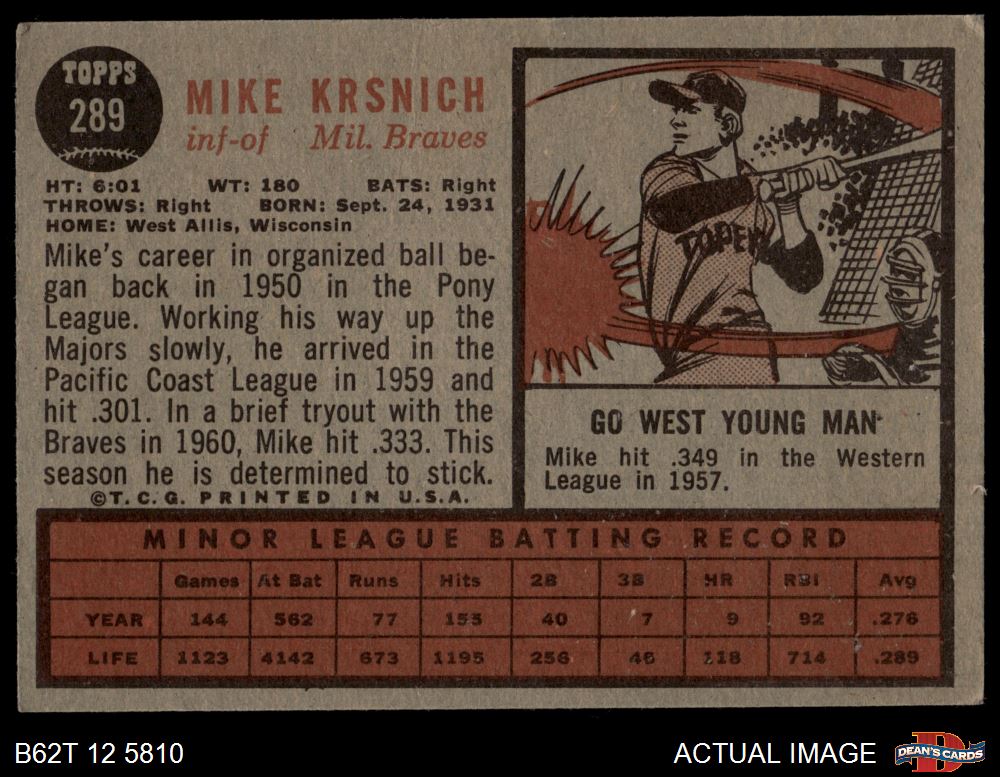 TOPPS
289
MIKE KRSNICH
inf-of Mil. Braves
HT: 6:01 WT: 180 BATS: Right
THROWS: Right BORN: Sept. 24, 1931
HOME: West Allis, Wisconsin
Mike's career in organized ball be-
gan back in 1950 in the Pony
League. Working his way up the
Majors slowly, he arrived in the
Pacific Coast League in 1959 and
hit .301. In a brief tryout with the
Braves in 1960, Mike hit .333. This
season he is determined to stick.
©T.C.G. PRINTED IN U.S.A.
GO WEST YOUNG MAN
Mike hit .349 in the Western
League in 1957.
MINOR LEAGUE BATTING RECORD
Games At Bat Runs Hits 2B 3B HR RBI Avg
YEAR 144 562 77 155 40 7 9 92 .276
LIFE 1123 4142 673 1195 256 46 118 714 .289
B62T 12 5810
ACTUAL IMAGE
DEAN'S CARDS